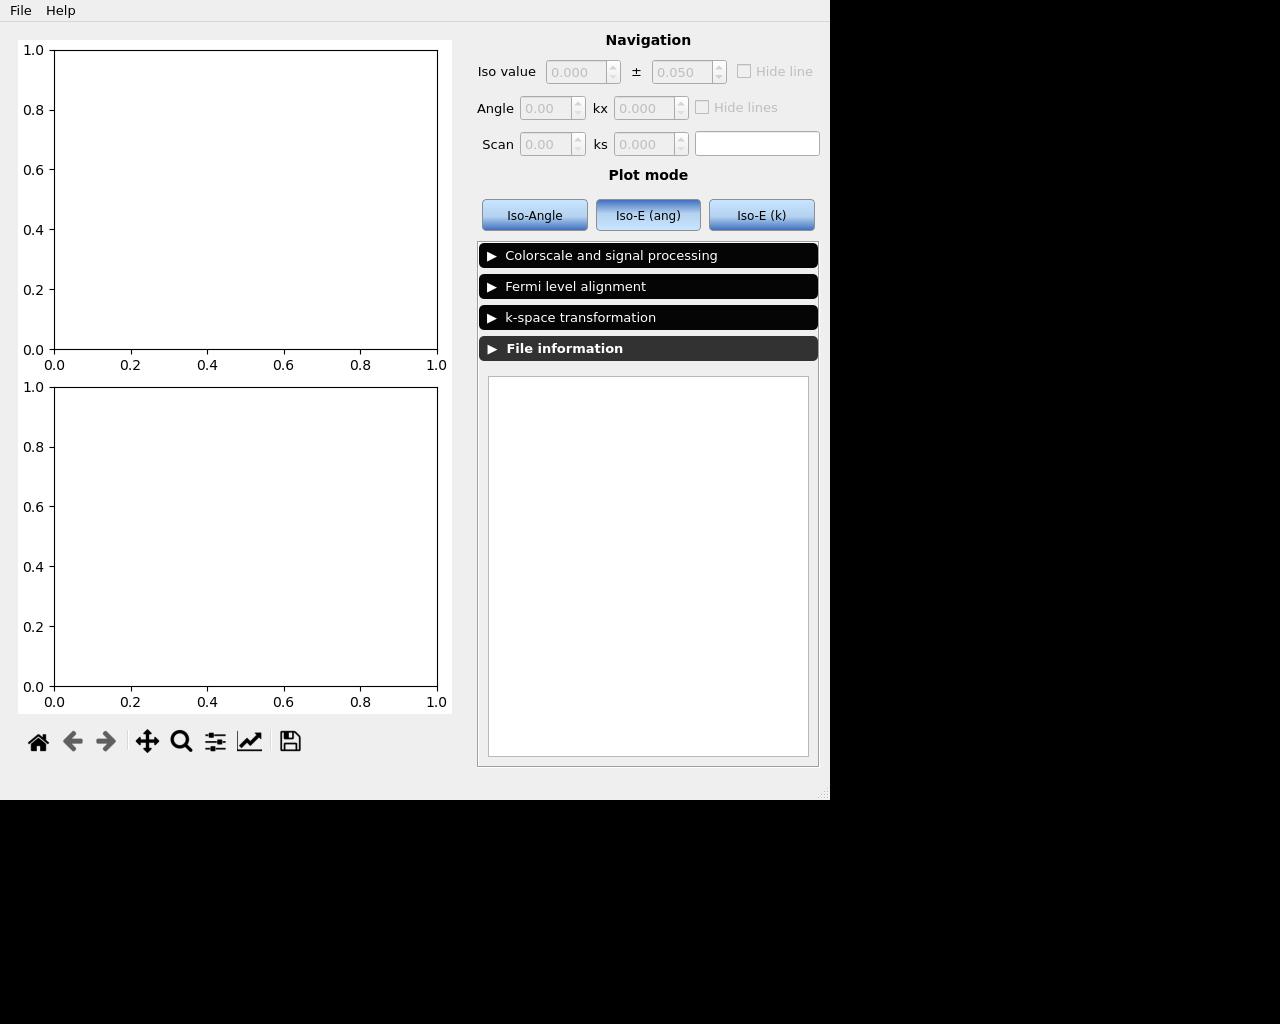 File Help
Navigation
Iso value 0.000 ± 0.050 Hide line
Angle 0.00 kx 0.000 Hide lines
Scan 0.00 ks 0.000
Plot mode
Iso-Angle Iso-E (ang) Iso-E (k)
▶ Colorscale and signal processing
▶ Fermi level alignment
▶ k-space transformation
▶ File information
1.0
0.8
0.6
0.4
0.2
0.0
0.0 0.2 0.4 0.6 0.8 1.0
1.0
0.8
0.6
0.4
0.2
0.0
0.0 0.2 0.4 0.6 0.8 1.0